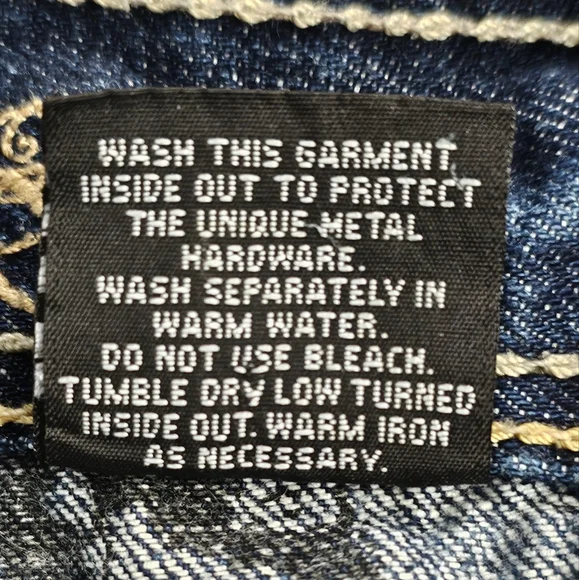 WASH THIS GARMENT
INSIDE OUT TO PROTECT
THE UNIQUE METAL
HARDWARE.
WASH SEPARATELY IN
WARM WATER.
DO NOT USE BLEACH.
TUMBLE DRY LOW TURNED
INSIDE OUT. WARM IRON
AS NECESSARY.